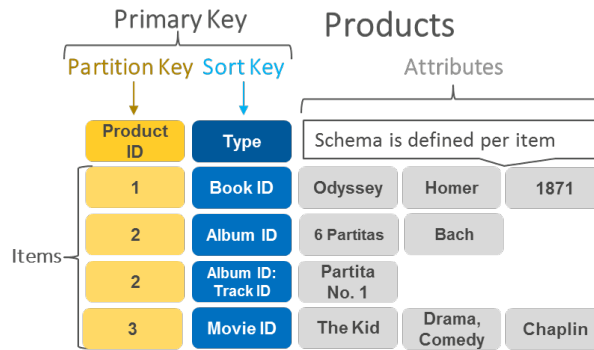 Primary Key
Products
Partition Key
Sort Key
Attributes
Product
ID
Type
Schema is defined per item
Items
1
Book ID
Odyssey
Homer
1871
2
Album ID
6 Partitas
Bach
2
Album ID:
Track ID
Partita
No. 1
3
Movie ID
The Kid
Drama,
Comedy
Chaplin